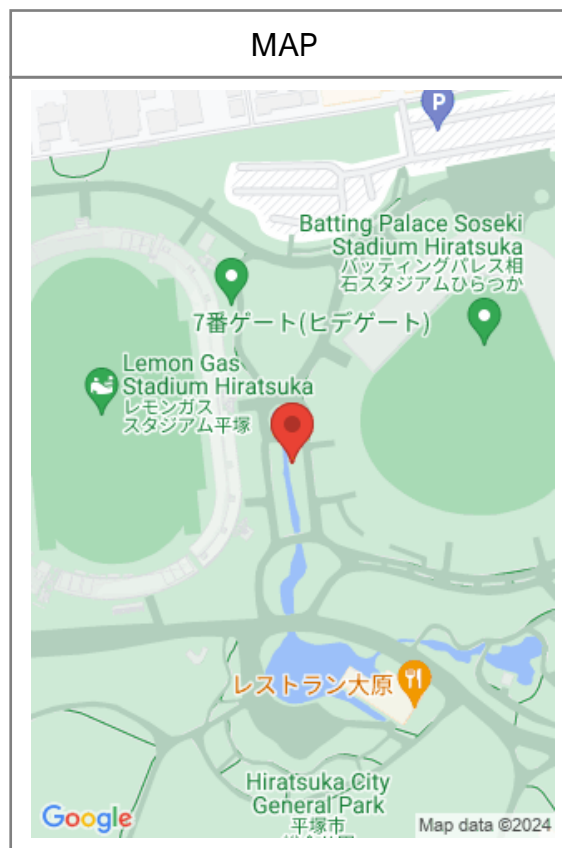 MAP
P
Batting Palace Soseki
Stadium Hiratsuka
バッティングパレス相
石スタジアムひらつか
7番ゲート(ヒデゲート)
Lemon Gas
Stadium Hiratsuka
レモンガス
スタジアム平塚
レストラン大原
Hiratsuka City
General Park
平塚市
Google
Map data ©2024